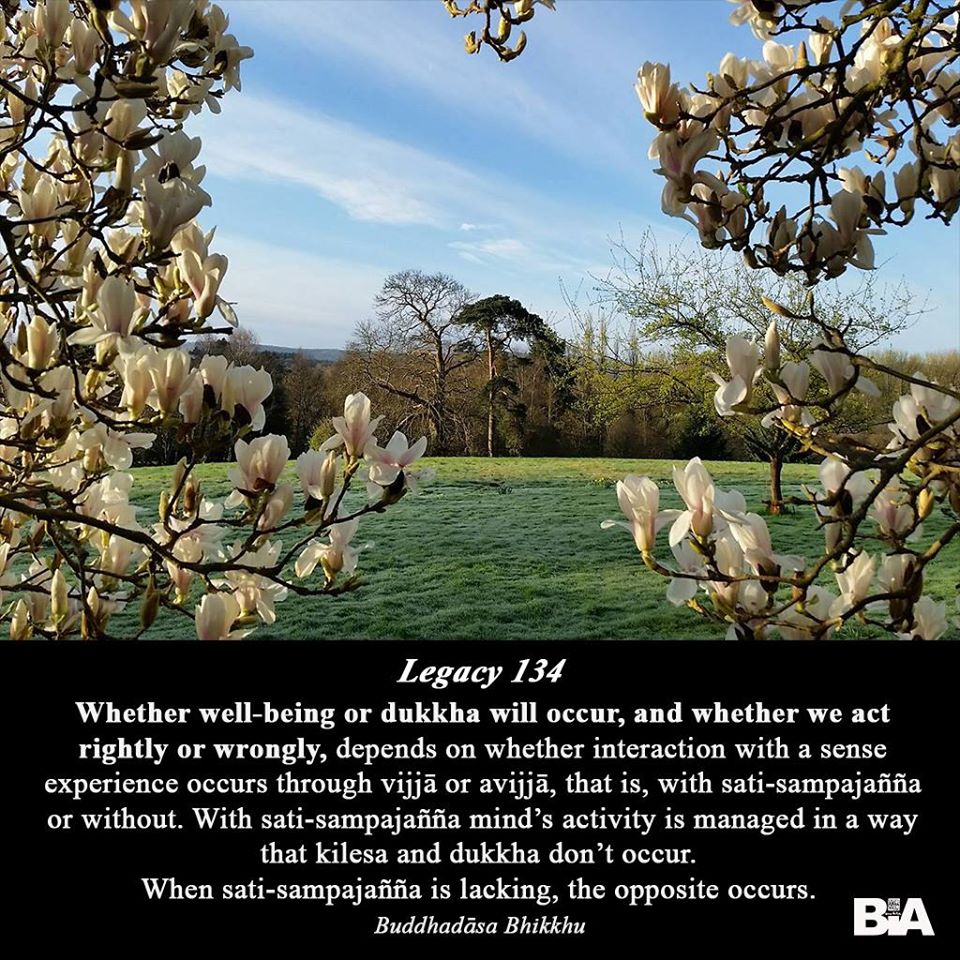 Legacy 134
Whether well-being or dukkha will occur, and whether we act
rightly or wrongly, depends on whether interaction with a sense
experience occurs through vijjā or avijjā, that is, with sati-sampajañña
or without. With sati-sampajañña mind’s activity is managed in a way
that kilesa and dukkha don’t occur.
When sati-sampajañña is lacking, the opposite occurs.
Buddhadāsa Bhikkhu
BIA